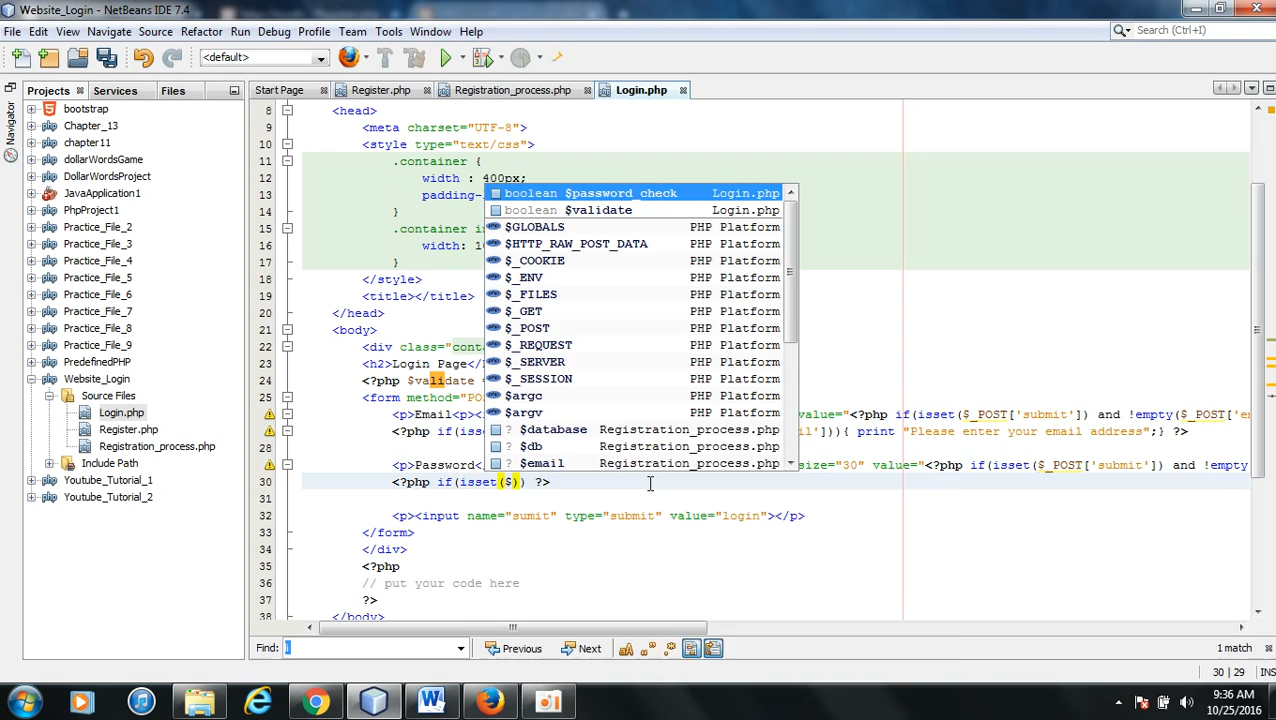 Website_Login - NetBeans IDE 7.4
File Edit View Navigate Source Refactor Run Debug Profile Team Tools Window Help
Search (Ctrl+I)
<default>
Projects Services Files
Start Page Register.php Registration_process.php Login.php
Navigator
bootstrap
Chapter_13
chapter11
dollarWordsGame
DollarWordsProject
JavaApplication1
PhpProject1
Practice_File_2
Practice_File_3
Practice_File_4
Practice_File_5
Practice_File_6
Practice_File_7
Practice_File_8
Practice_File_9
PredefinedPHP
Website_Login
Source Files
Login.php
Register.php
Registration_process.php
Include Path
Youtube_Tutorial_1
Youtube_Tutorial_2
8 <head>
9 <meta charset="UTF-8">
10 <style type="text/css">
11 .container {
12 width : 400px;
13 padding-
14 }
15 .container in
16 width: 1
17 }
18 </style>
19 <title></title>
20 </head>
21 <body>
22 <div class="cont
23 <h2>Login Page</
24 <?php $validate
25 <form method="PO
26 <p>Email<p> value="<?php if(isset($_POST['submit']) and !empty($_POST['em
27 <?php if(iss il'])){ print "Please enter your email address";} ?>
28
29 <p>Password< size="30" value="<?php if(isset($_POST['submit']) and !empty
30 <?php if(isset($)) ?>
31
32 <p><input name="sumit" type="submit" value="login"></p>
33 </form>
34 </div>
35 <?php
36 // put your code here
37 ?>
38 </body>
boolean $password_check Login.php
boolean $validate Login.php
$GLOBALS PHP Platform
$HTTP_RAW_POST_DATA PHP Platform
$_COOKIE PHP Platform
$_ENV PHP Platform
$_FILES PHP Platform
$_GET PHP Platform
$_POST PHP Platform
$_REQUEST PHP Platform
$_SERVER PHP Platform
$_SESSION PHP Platform
$argc PHP Platform
$argv PHP Platform
? $database Registration_process.php
? $db Registration_process.php
? $email Registration_process.php
Find: Previous Next 1 match
30 | 29
9:36 AM
10/25/2016